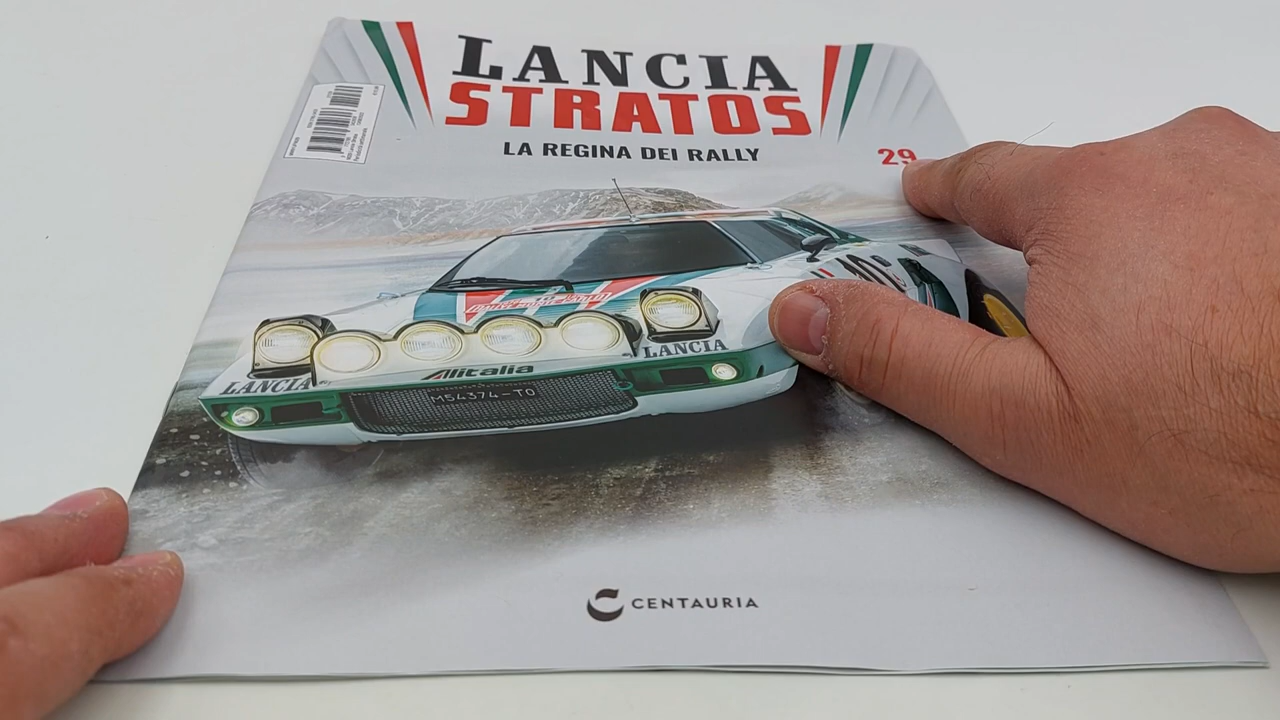 LANCIA
STRATOS
LA REGINA DEI RALLY
29
LANCIA
LANCIA
Alitalia
M54374-TO
CENTAURIA